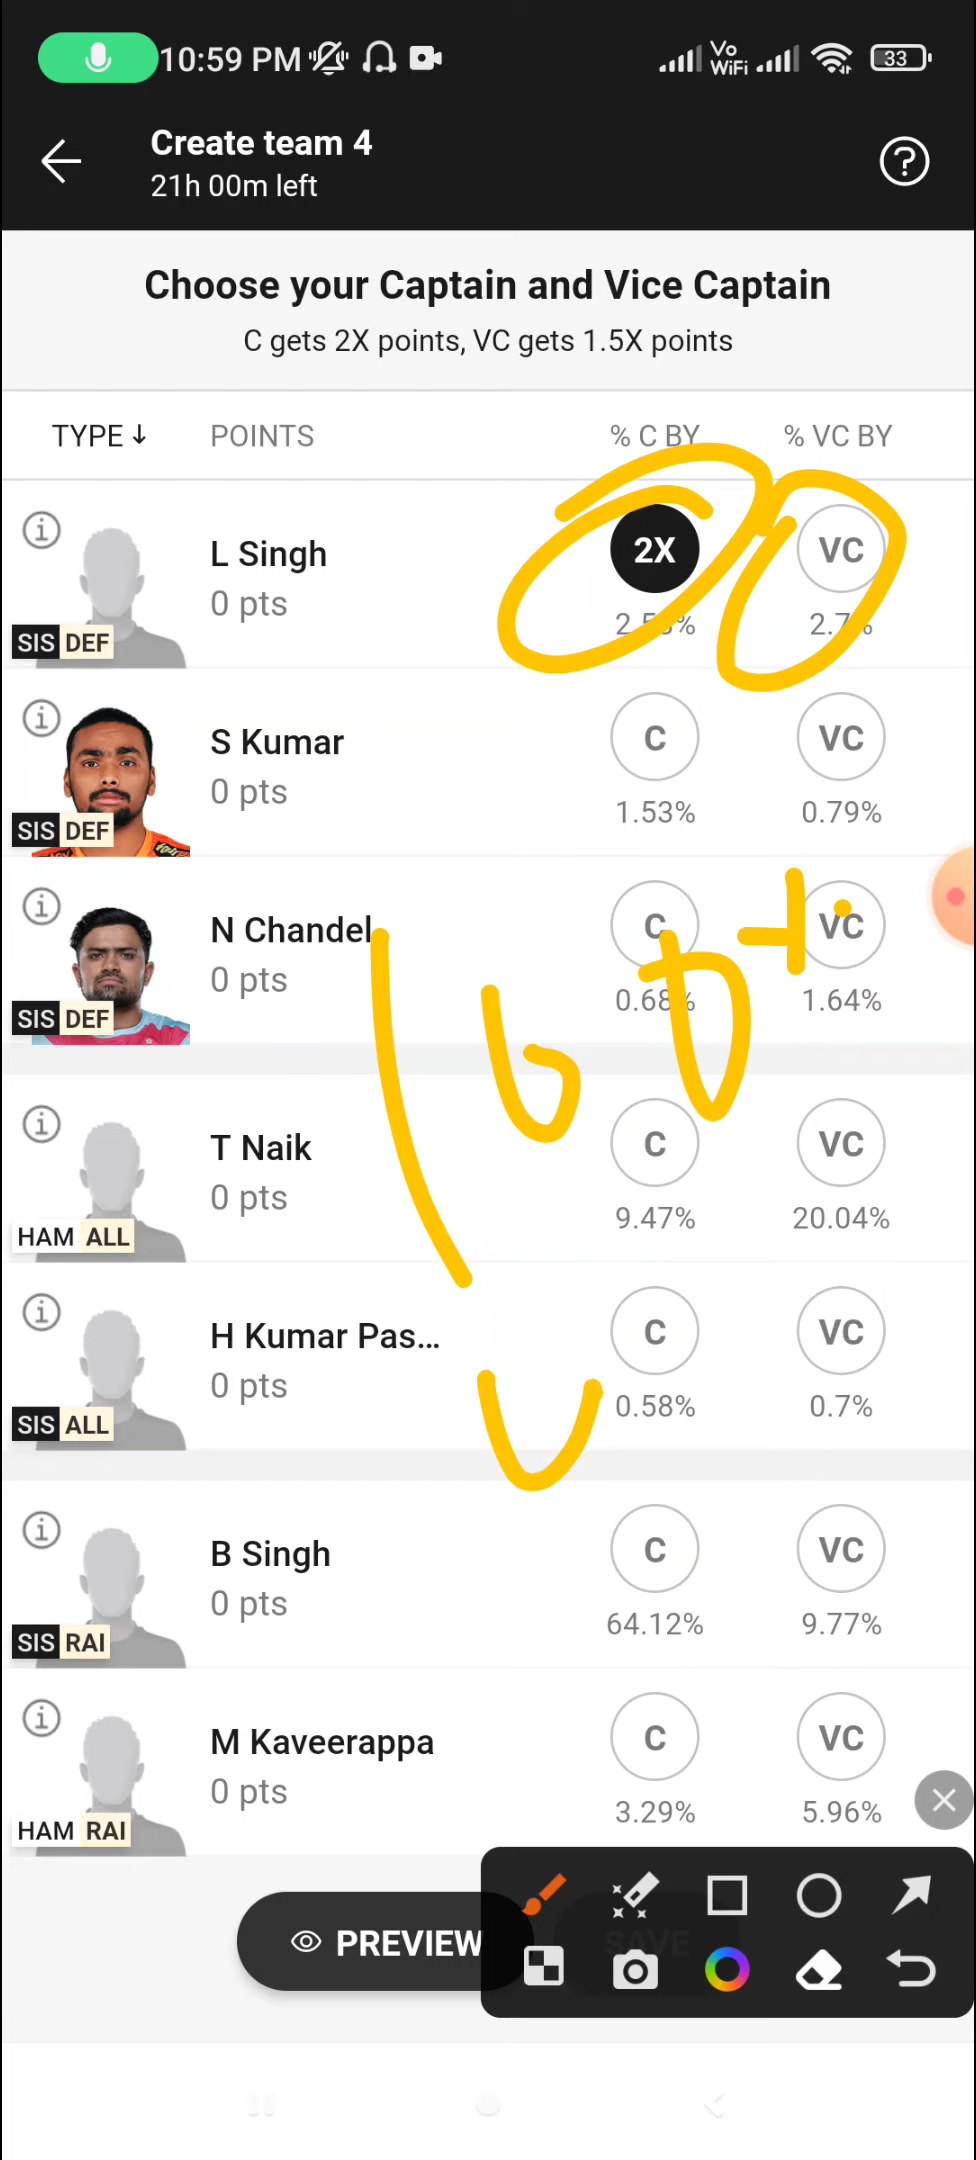 10:59 PM Vo WiFi 33
Create team 4
21h 00m left
Choose your Captain and Vice Captain
C gets 2X points, VC gets 1.5X points
TYPE POINTS % C BY % VC BY
L Singh 2X VC
0 pts
SIS DEF
S Kumar C VC
0 pts 1.53% 0.79%
SIS DEF
N Chandel C VC
0 pts 0.68% 1.64%
SIS DEF
T Naik C VC
0 pts 9.47% 20.04%
HAM ALL
H Kumar Pas... C VC
0 pts 0.58% 0.7%
SIS ALL
B Singh C VC
0 pts 64.12% 9.77%
SIS RAI
M Kaveerappa C VC
0 pts 3.29% 5.96%
HAM RAI
PREVIEW SAVE